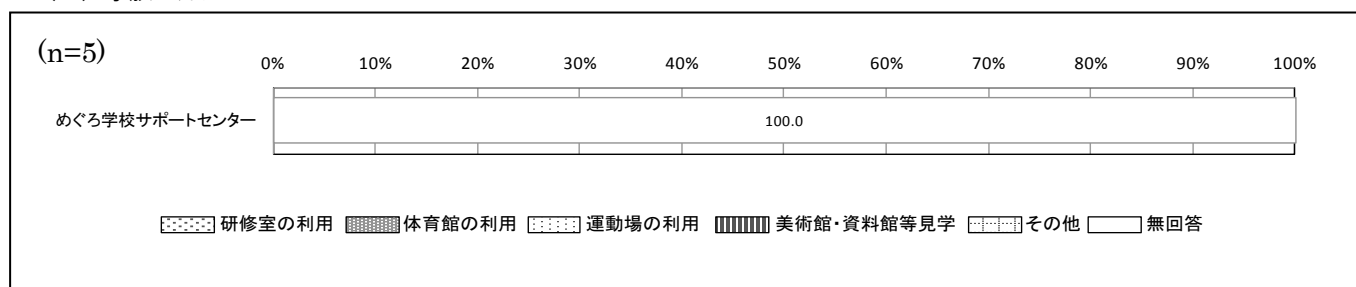 (n=5)
0% 10% 20% 30% 40% 50% 60% 70% 80% 90% 100%
めぐろ学校サポートセンター 100.0
研修室の利用 体育館の利用 運動場の利用 美術館・資料館等見学 その他 無回答